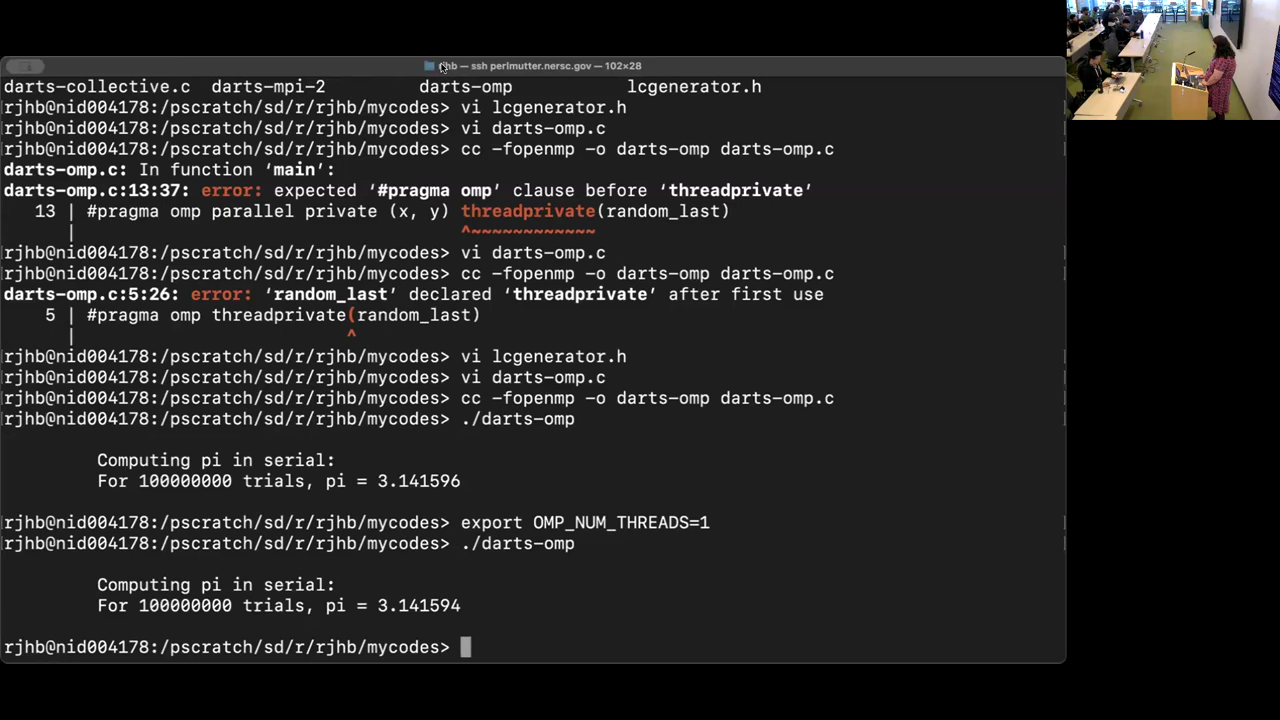 rjhb — ssh perlmutter.nersc.gov — 102×28
darts-collective.c darts-mpi-2 darts-omp lcgenerator.h
rjhb@nid004178:/pscratch/sd/r/rjhb/mycodes> vi lcgenerator.h
rjhb@nid004178:/pscratch/sd/r/rjhb/mycodes> vi darts-omp.c
rjhb@nid004178:/pscratch/sd/r/rjhb/mycodes> cc -fopenmp -o darts-omp darts-omp.c
darts-omp.c: In function ‘main’:
darts-omp.c:13:37: error: expected ‘#pragma omp’ clause before ‘threadprivate’
13 | #pragma omp parallel private (x, y) threadprivate(random_last)
| ^~~~~~~~~~~~~
rjhb@nid004178:/pscratch/sd/r/rjhb/mycodes> vi darts-omp.c
rjhb@nid004178:/pscratch/sd/r/rjhb/mycodes> cc -fopenmp -o darts-omp darts-omp.c
darts-omp.c:5:26: error: ‘random_last’ declared ‘threadprivate’ after first use
5 | #pragma omp threadprivate(random_last)
| ^
rjhb@nid004178:/pscratch/sd/r/rjhb/mycodes> vi lcgenerator.h
rjhb@nid004178:/pscratch/sd/r/rjhb/mycodes> vi darts-omp.c
rjhb@nid004178:/pscratch/sd/r/rjhb/mycodes> cc -fopenmp -o darts-omp darts-omp.c
rjhb@nid004178:/pscratch/sd/r/rjhb/mycodes> ./darts-omp
Computing pi in serial:
For 100000000 trials, pi = 3.141596
rjhb@nid004178:/pscratch/sd/r/rjhb/mycodes> export OMP_NUM_THREADS=1
rjhb@nid004178:/pscratch/sd/r/rjhb/mycodes> ./darts-omp
Computing pi in serial:
For 100000000 trials, pi = 3.141594
rjhb@nid004178:/pscratch/sd/r/rjhb/mycodes>